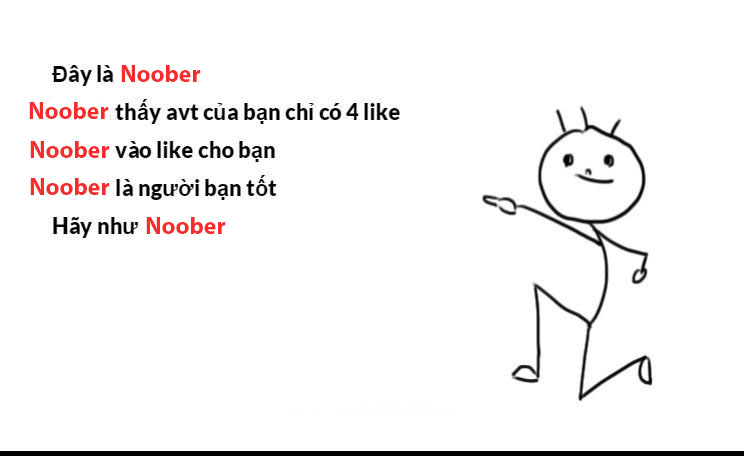 Đây là Noober
Noober thấy avt của bạn chỉ có 4 like
Noober vào like cho bạn
Noober là người bạn tốt
Hãy như Noober